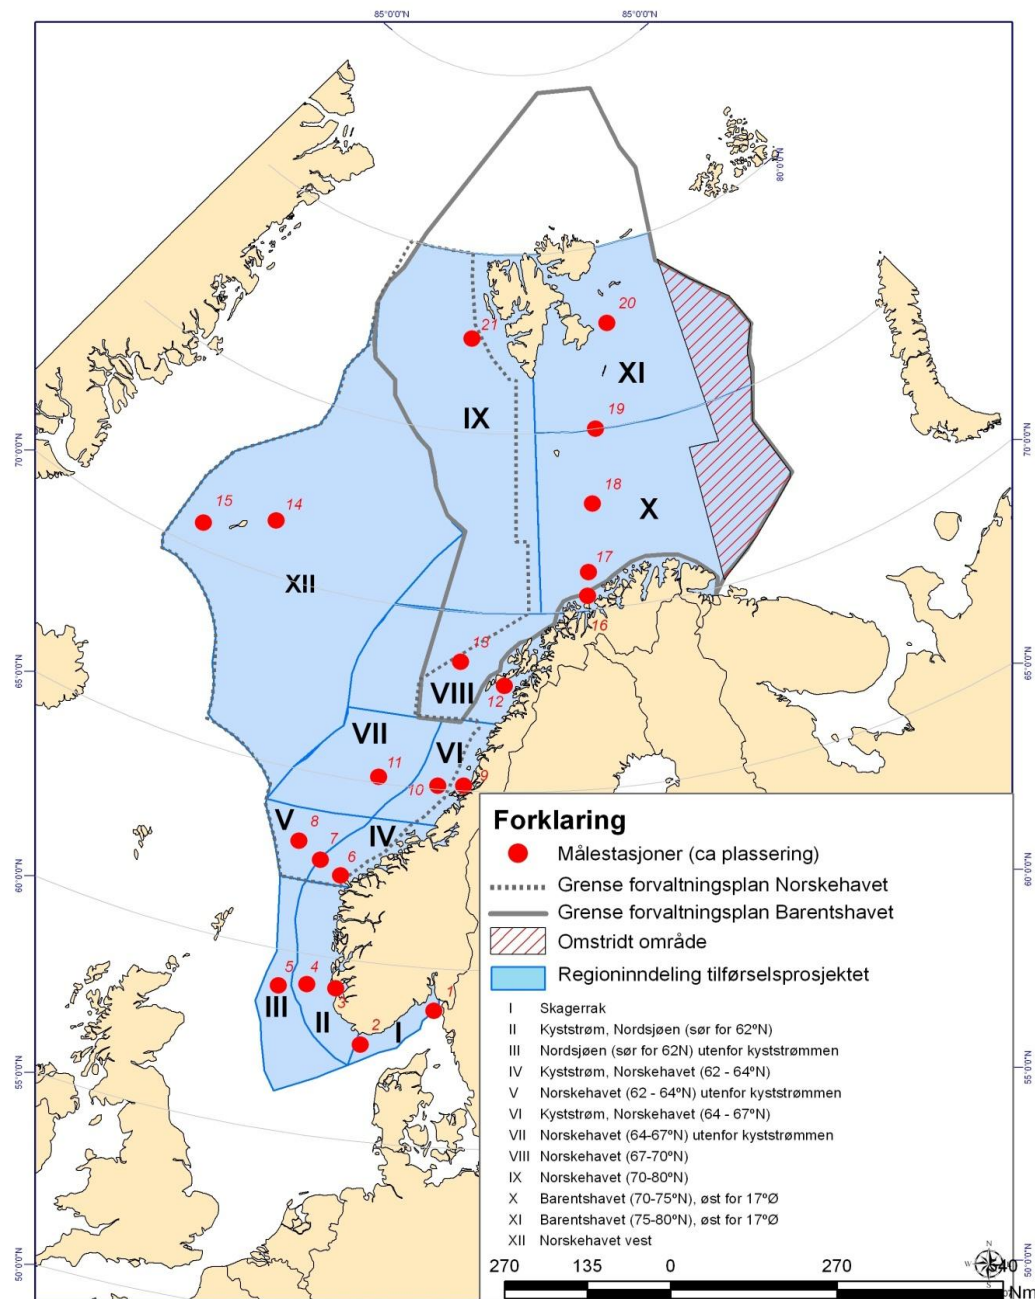 85°0'0"N 85°0'0"N
80°0'0"N
20
21
XI
IX
19
70°0'0"N 70°0'0"N
15 14
18
X
17
XII
16
13
65°0'0"N 65°0'0"N
VIII 12
VII
VI
11
10 9
V 8
7 IV
6
60°0'0"N 60°0'0"N
5 4
3
III II
1
2 I
55°0'0"N 55°0'0"N
50°0'0"N 50°0'0"N
Forklaring
Målestasjoner (ca plassering)
Grense forvaltningsplan Norskehavet
Grense forvaltningsplan Barentshavet
Omstridt område
Regioninndeling tilførselsprosjektet
I Skagerrak
II Kyststrøm, Nordsjøen (sør for 62ºN)
III Nordsjøen (sør for 62N) utenfor kyststrømmen
IV Kyststrøm, Norskehavet (62 - 64ºN)
V Norskehavet (62 - 64ºN) utenfor kyststrømmen
VI Kyststrøm, Norskehavet (64 - 67ºN)
VII Norskehavet (64-67ºN) utenfor kyststrømmen
VIII Norskehavet (67-70ºN)
IX Norskehavet (70-80ºN)
X Barentshavet (70-75ºN), øst for 17ºØ
XI Barentshavet (75-80ºN), øst for 17ºØ
XII Norskehavet vest
N
W E
S
270 135 0 270 540
Nm